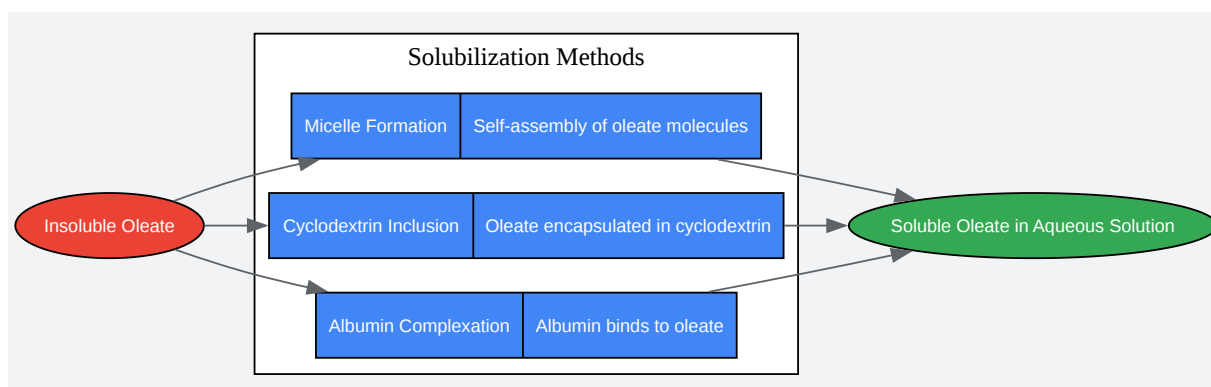 Solubilization Methods
Micelle Formation
Self-assembly of oleate molecules
Insoluble Oleate
Cyclodextrin Inclusion
Oleate encapsulated in cyclodextrin
Soluble Oleate in Aqueous Solution
Albumin Complexation
Albumin binds to oleate